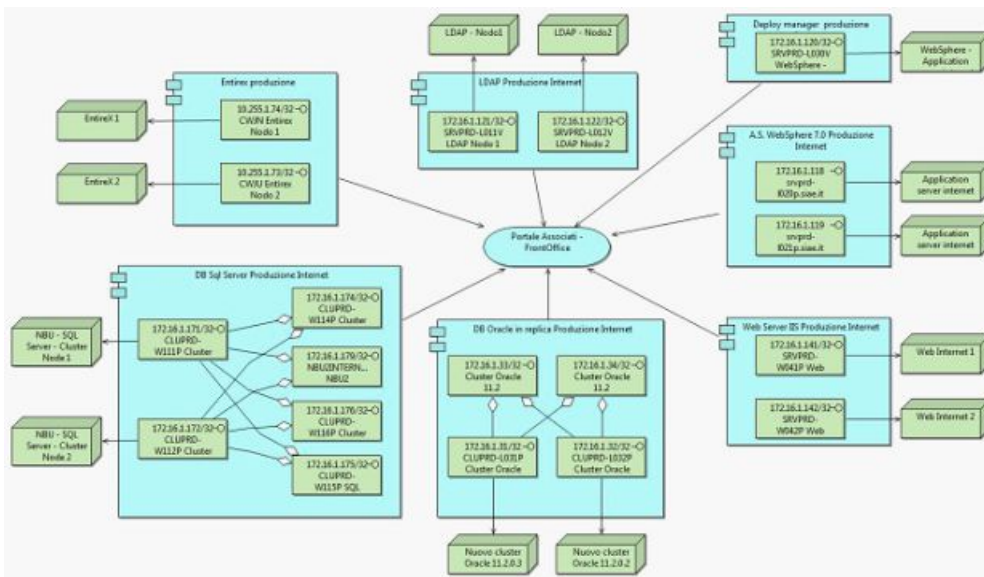 LDAP - Nodo1
LDAP - Nodo2
Deploy manager produzione
172.16.1.120/32
SRVPRD-L030V
WebSphere -
WebSphere -
Application
Entirex produzione
10.255.1.74/32
CWJN Entirex
Node 1
10.255.1.73/32
CWJU Entirex
Node 2
EntireX 1
EntireX 2
LDAP Produzione Internet
172.16.1.121/32
SRVPRD-L011V
LDAP Node 1
172.16.1.122/32
SRVPRD-L012V
LDAP Node 2
A.S. WebSphere 7.0 Produzione
Internet
172.16.1.118
srvprd-
l020p.siae.it
172.16.1.119
srvprd-
l021p.siae.it
Application
server internet
Application
server internet
Portale Associati -
FrontOffice
DB Sql Server Produzione Internet
172.16.1.171/32
CLUPRD-
W111P Cluster
172.16.1.172/32
CLUPRD-
W112P Cluster
172.16.1.174/32
CLUPRD-
W114P Cluster
172.16.1.179/32
NBU2INTERN...
NBU2
172.16.1.176/32
CLUPRD-
W116P Cluster
172.16.1.175/32
CLUPRD-
W115P SQL
NBU - SQL
Server - Cluster
Node 1
NBU - SQL
Server - Cluster
Node 2
DB Oracle in replica Produzione Internet
172.16.1.33/32
Cluster Oracle
11.2
172.16.1.34/32
Cluster Oracle
11.2
172.16.1.31/32
CLUPRD-L031P
Cluster Oracle
172.16.1.32/32
CLUPRD-L032P
Cluster Oracle
Nuovo cluster
Oracle 11.2.0.3
Nuovo cluster
Oracle 11.2.0.2
Web Server IIS Produzione Internet
172.16.1.141/32
SRVPRD-
W041P Web
172.16.1.142/32
SRVPRD-
W042P Web
Web Internet 1
Web Internet 2